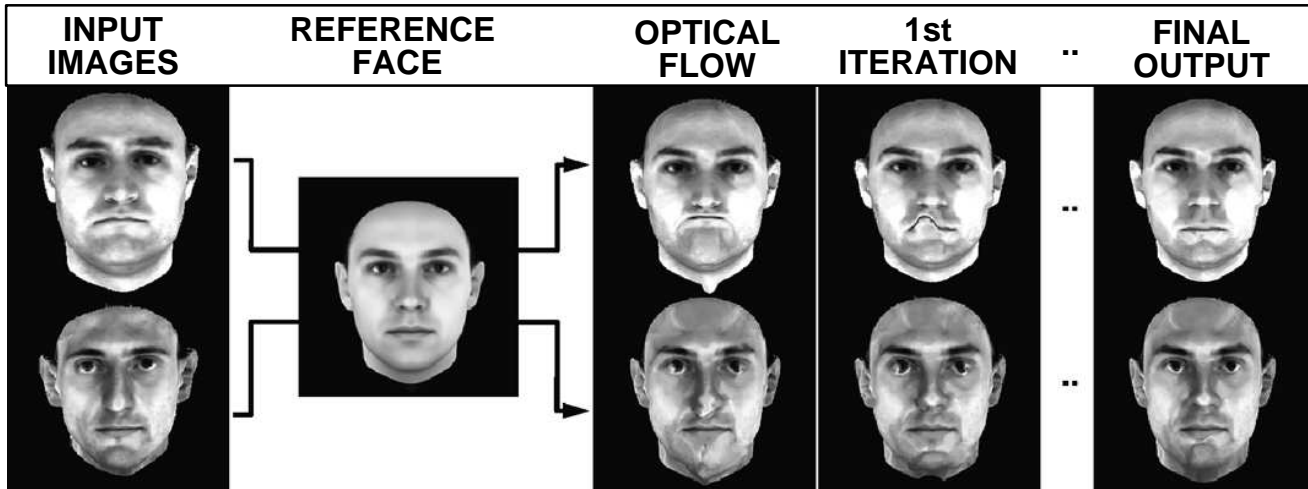 INPUT
IMAGES
REFERENCE
FACE
OPTICAL
FLOW
1st
ITERATION
..
FINAL
OUTPUT
..
..